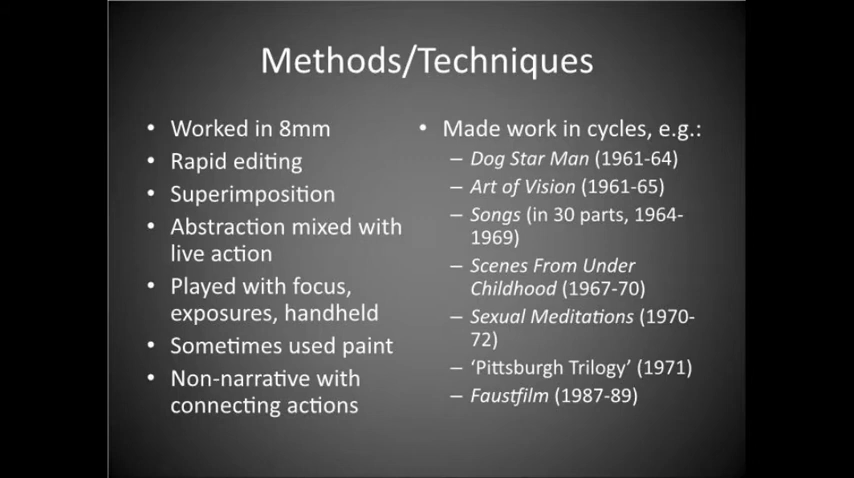 Methods/Techniques
• Worked in 8mm
• Rapid editing
• Superimposition
• Abstraction mixed with
live action
• Played with focus,
exposures, handheld
• Sometimes used paint
• Non-narrative with
connecting actions
• Made work in cycles, e.g.:
– Dog Star Man (1961-64)
– Art of Vision (1961-65)
– Songs (in 30 parts, 1964-
1969)
– Scenes From Under
Childhood (1967-70)
– Sexual Meditations (1970-
72)
– ‘Pittsburgh Trilogy’ (1971)
– Faustfilm (1987-89)